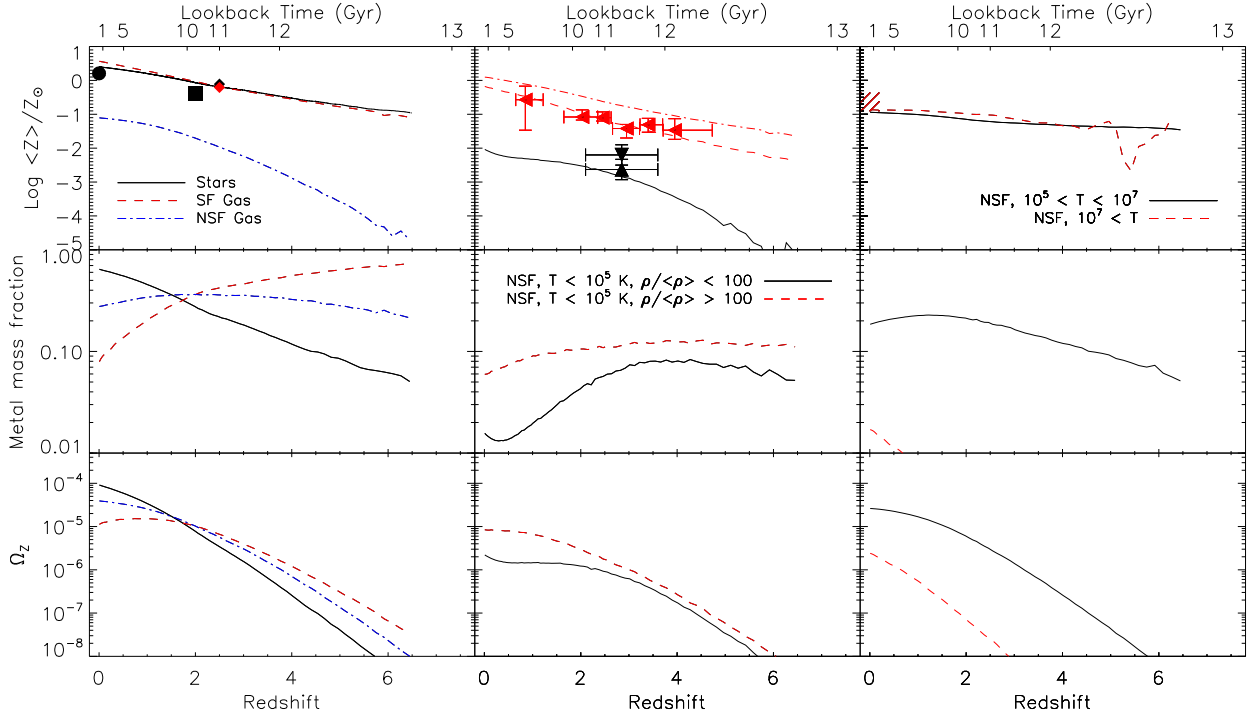 Lookback Time (Gyr) Lookback Time (Gyr) Lookback Time (Gyr)
1 5 10 11 12 13 1 5 10 11 12 1 5 10 11 12 13
Log <Z>/Z⊙
1
0
−1
−2
−3
−4
−5
Stars
SF Gas
NSF Gas
NSF, 10⁵ < T < 10⁷
NSF, 10⁷ < T
Metal mass fraction
1.00
0.10
0.01
NSF, T < 10⁵ K, ρ/<ρ> < 100
NSF, T < 10⁵ K, ρ/<ρ> > 100
Ω_Z
10⁻⁴
10⁻⁵
10⁻⁶
10⁻⁷
10⁻⁸
0 2 4 6 0 2 4 6 0 2 4 6
Redshift Redshift Redshift